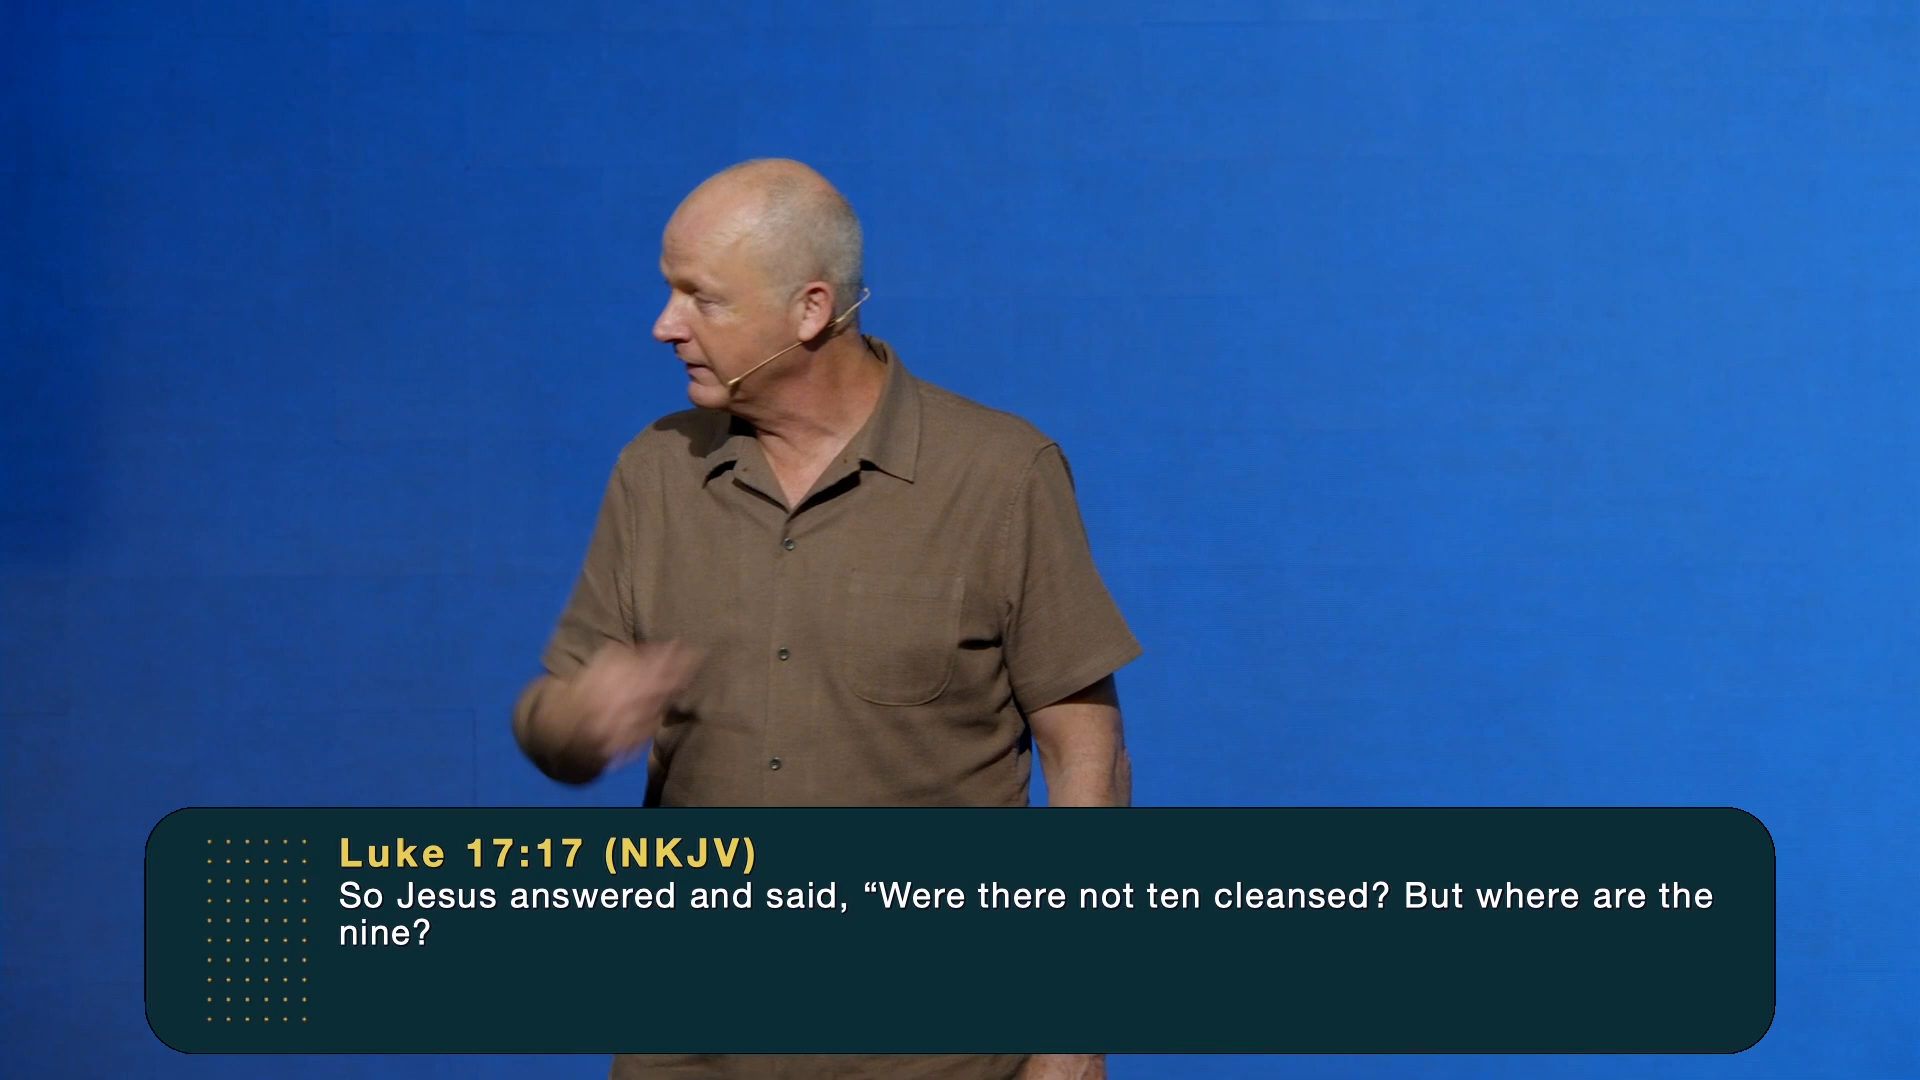 Luke 17:17 (NKJV)
So Jesus answered and said, “Were there not ten cleansed? But where are the
nine?